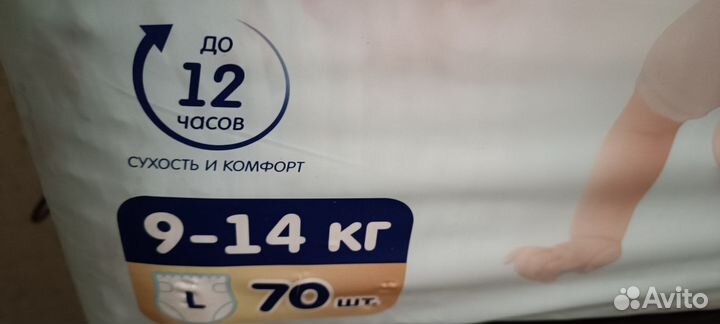 ДО
12
ЧАСОВ
СУХОСТЬ И КОМФОРТ
9-14 кг
L 70 шт.
Avito